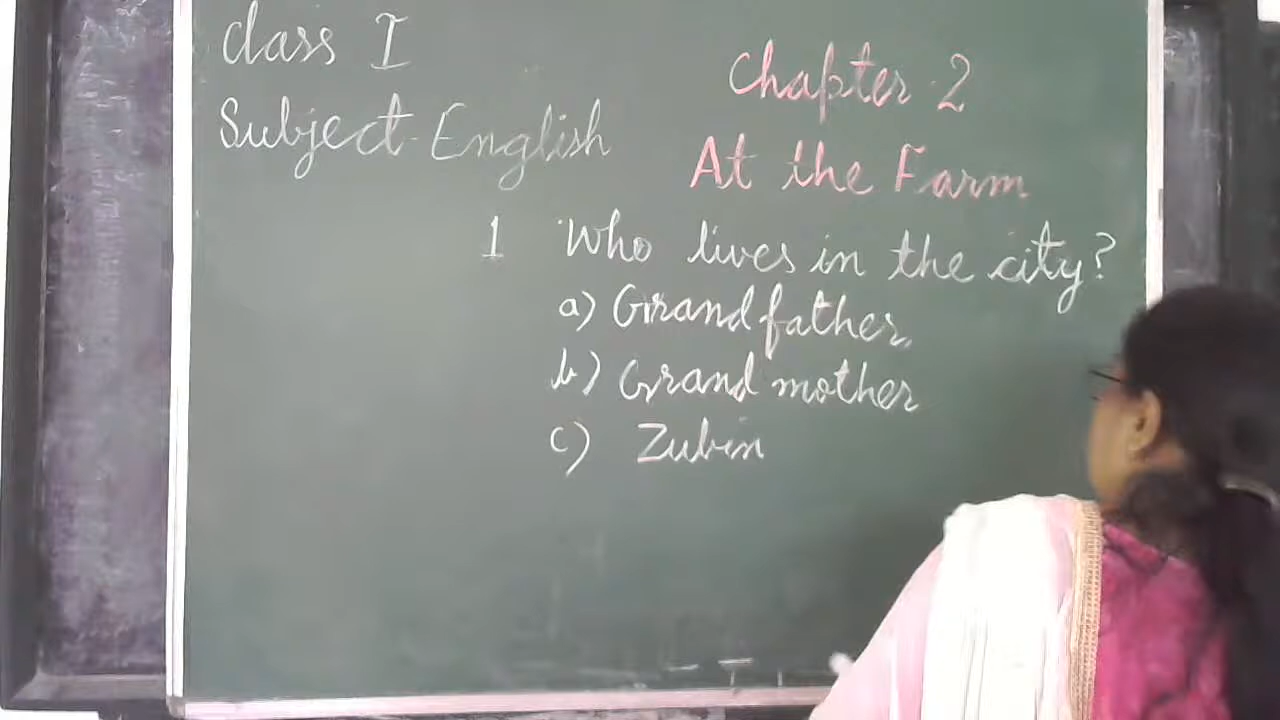 Class I
Subject-English
Chapter-2
At the Farm
1 Who lives in the city?
a) Grandfather.
b) Grand mother
c) Zubin